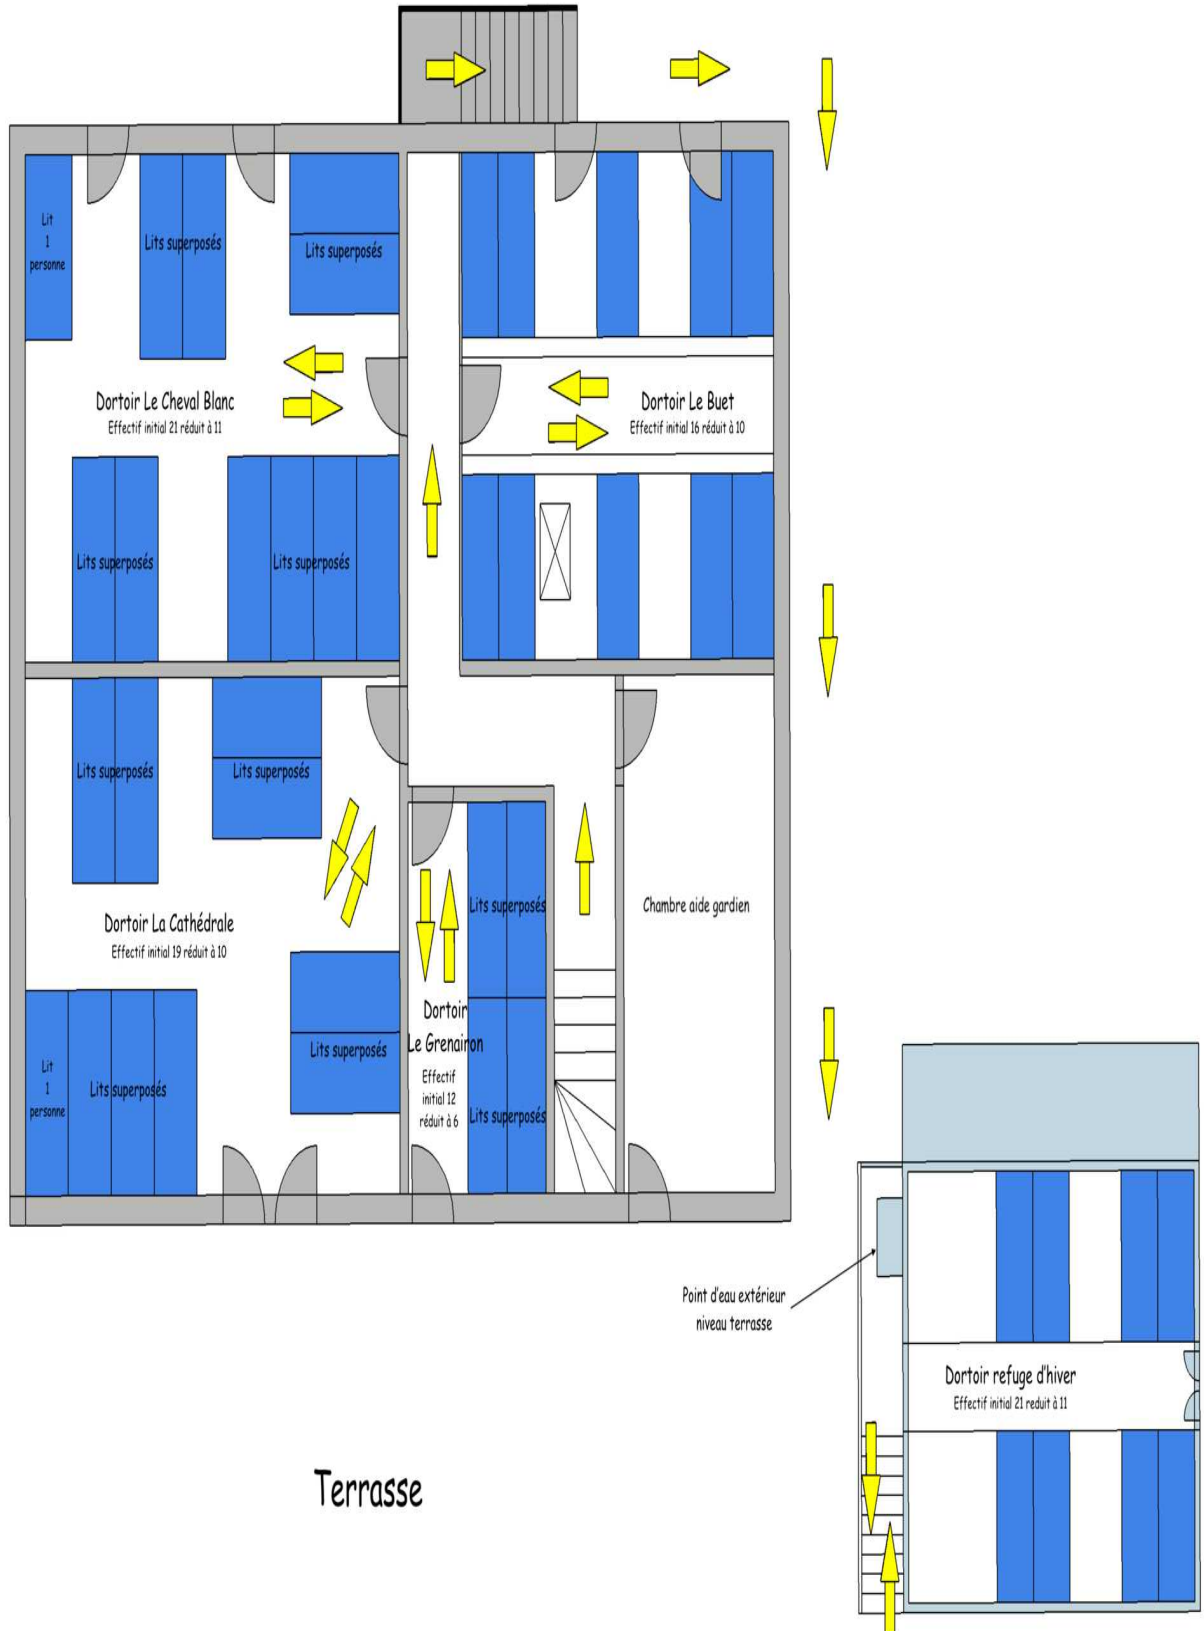 Lit
1
personne
Lits superposés
Lits superposés
Dortoir Le Cheval Blanc
Effectif initial 21 réduit à 11
Dortoir Le Buet
Effectif initial 16 réduit à 10
Lits superposés
Lits superposés
Lits superposés
Lits superposés
Dortoir La Cathédrale
Effectif initial 19 réduit à 10
Lits superposés
Chambre aide gardien
Dortoir
Le Grenairon
Effectif
initial 12
réduit à 6
Lits superposés
Lits superposés
Lit
1
personne
Lits superposés
Point d'eau extérieur
niveau terrasse
Dortoir refuge d'hiver
Effectif initial 21 reduit à 11
Terrasse